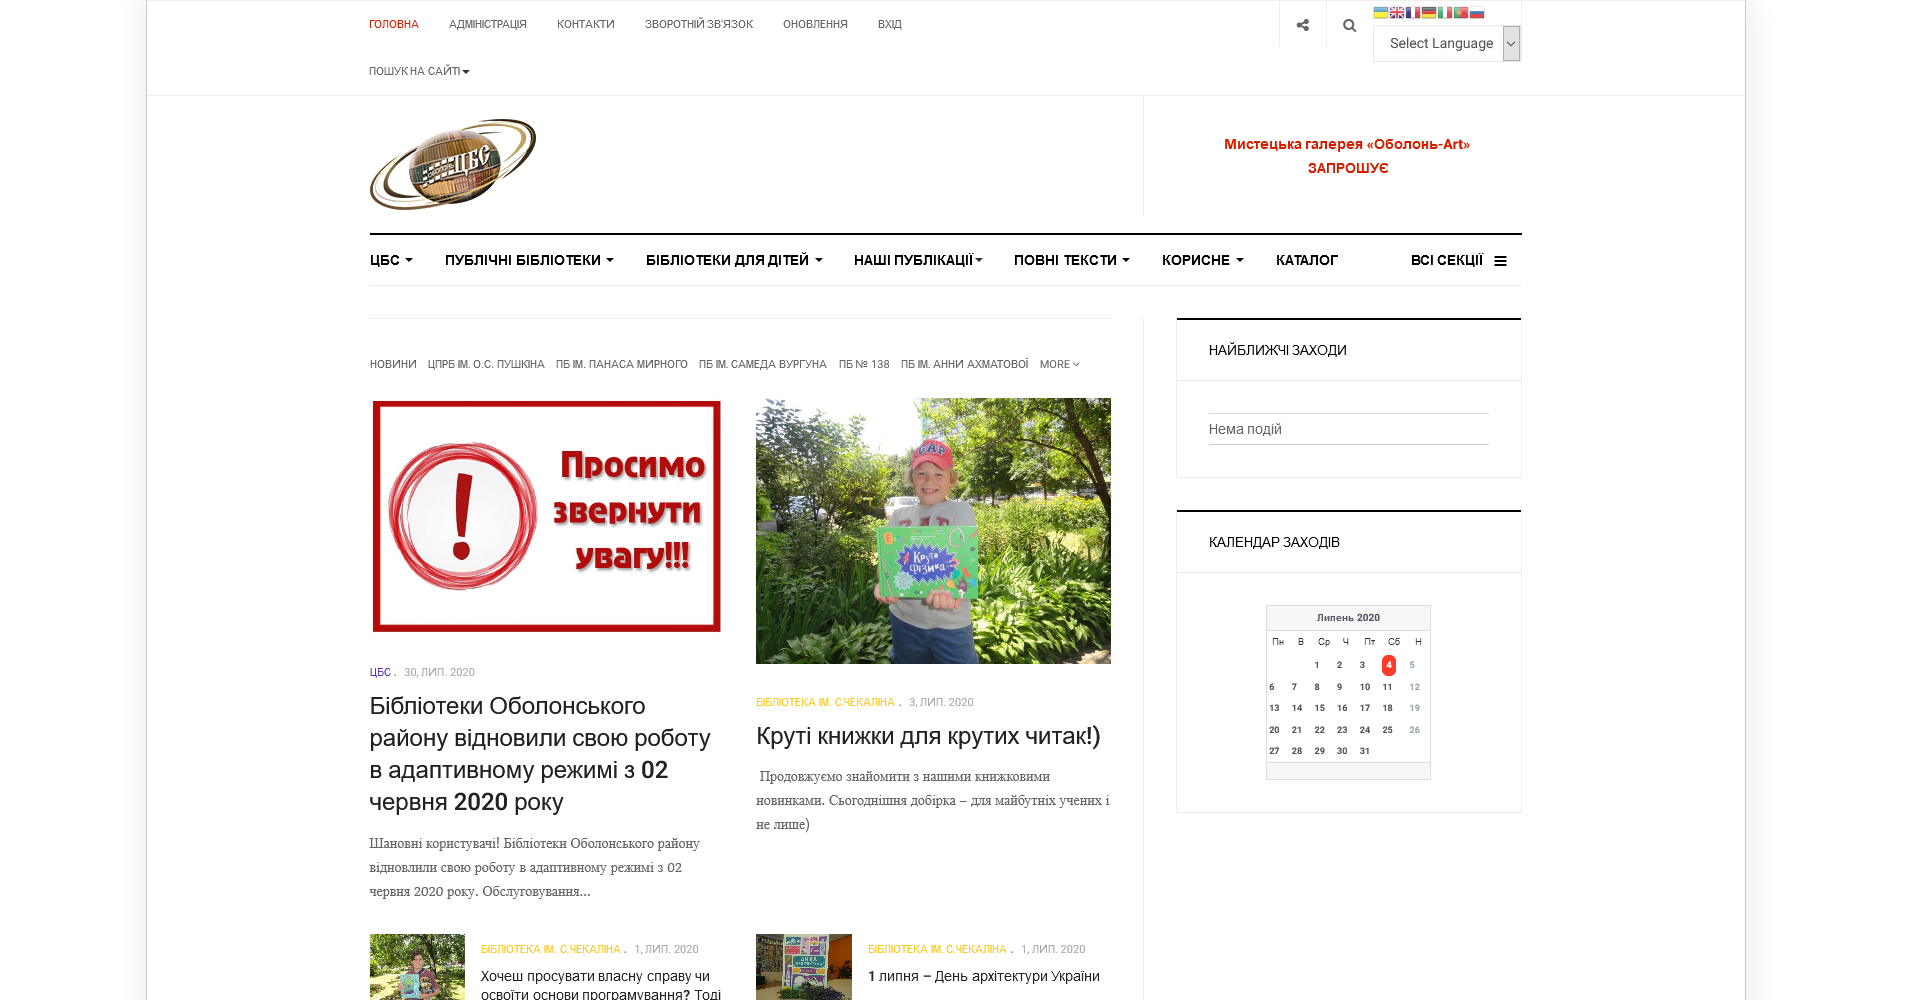 ГОЛОВНА АДМІНІСТРАЦІЯ КОНТАКТИ ЗВОРОТНІЙ ЗВ'ЯЗОК ОНОВЛЕННЯ ВХІД
Select Language
ПОШУК НА САЙТІ
ЦБС
Мистецька галерея «Оболонь-Art»
ЗАПРОШУЄ
ЦБС ПУБЛІЧНІ БІБЛІОТЕКИ БІБЛІОТЕКИ ДЛЯ ДІТЕЙ НАШІ ПУБЛІКАЦІЇ ПОВНІ ТЕКСТИ КОРИСНЕ КАТАЛОГ ВСІ СЕКЦІЇ
НОВИНИ ЦПРБ ІМ. О.С. ПУШКІНА ПБ ІМ. ПАНАСА МИРНОГО ПБ ІМ. САМЕДА ВУРГУНА ПБ № 138 ПБ ІМ. АННИ АХМАТОВОЇ MORE
Просимо
звернути
увагу!!!
ЦБС . 30, ЛИП. 2020
Бібліотеки Оболонського
району відновили свою роботу
в адаптивному режимі з 02
червня 2020 року
Шановні користувачі! Бібліотеки Оболонського району
відновлили свою роботу в адаптивному режимі з 02
червня 2020 року. Обслуговування...
GAP
Крута
фізика
БІБЛІОТЕКА ІМ. С.ЧЕКАЛІНА . 3, ЛИП. 2020
Круті книжки для крутих читак!)
Продовжуємо знайомити з нашими книжковими
новинками. Сьогоднішня добірка – для майбутніх учених і
не лише)
БІБЛІОТЕКА ІМ. С.ЧЕКАЛІНА . 1, ЛИП. 2020
Хочеш просувати власну справу чи
освоїти основи програмування? Тоді
БІБЛІОТЕКА ІМ. С.ЧЕКАЛІНА . 1, ЛИП. 2020
1 липня – День архітектури України
НАЙБЛИЖЧІ ЗАХОДИ
Нема подій
КАЛЕНДАР ЗАХОДІВ
Липень 2020
Пн В Ср Ч Пт Сб Н
1 2 3 4 5
6 7 8 9 10 11 12
13 14 15 16 17 18 19
20 21 22 23 24 25 26
27 28 29 30 31